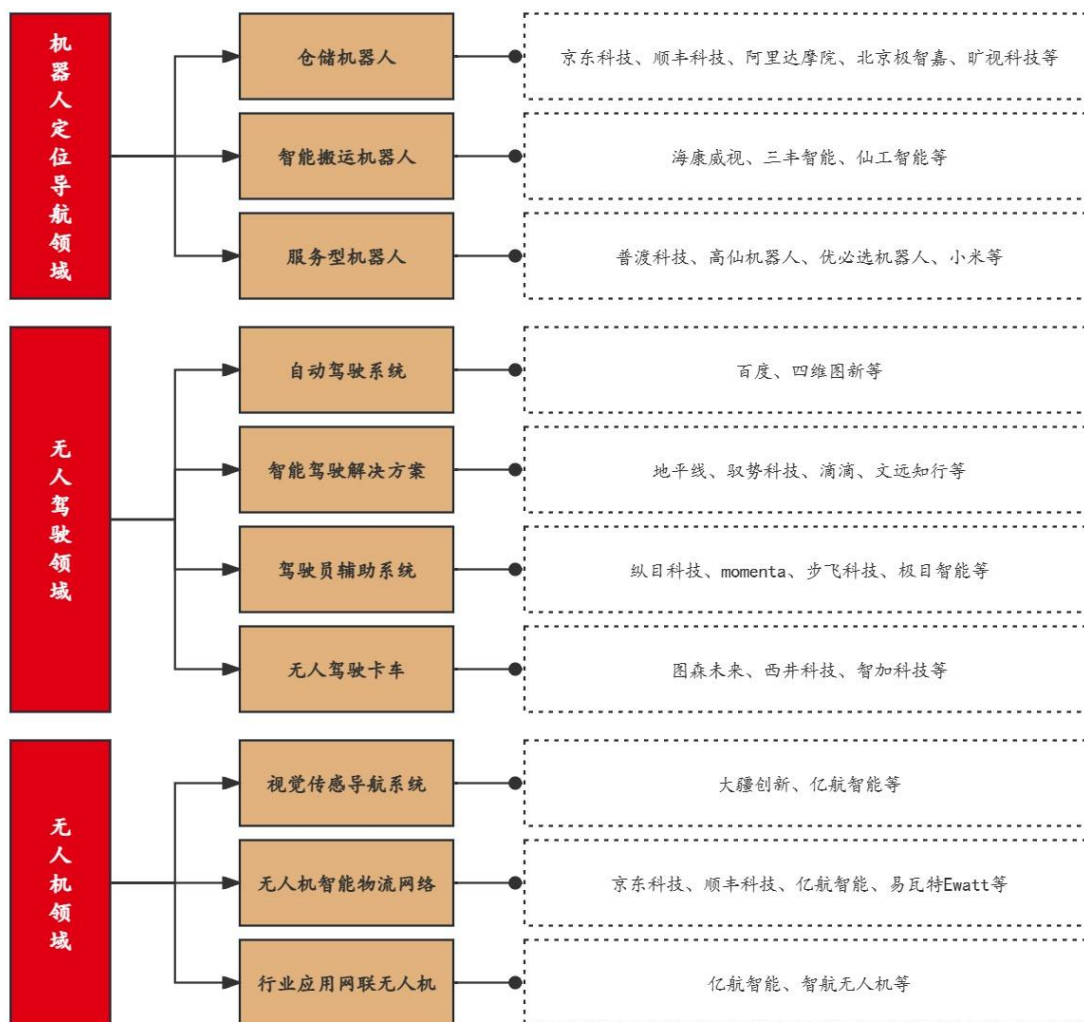 机器人定位导航领域
仓储机器人
京东科技、顺丰科技、阿里达摩院、北京极智嘉、旷视科技等
智能搬运机器人
海康威视、三丰智能、仙工智能等
服务型机器人
普渡科技、高仙机器人、优必选机器人、小米等
无人驾驶领域
自动驾驶系统
百度、四维图新等
智能驾驶解决方案
地平线、驭势科技、滴滴、文远知行等
驾驶员辅助系统
纵目科技、momenta、步飞科技、极目智能等
无人驾驶卡车
图森未来、西井科技、智加科技等
无人机领域
视觉传感导航系统
大疆创新、亿航智能等
无人机智能物流网络
京东科技、顺丰科技、亿航智能、易瓦特Ewatt等
行业应用网联无人机
亿航智能、智航无人机等